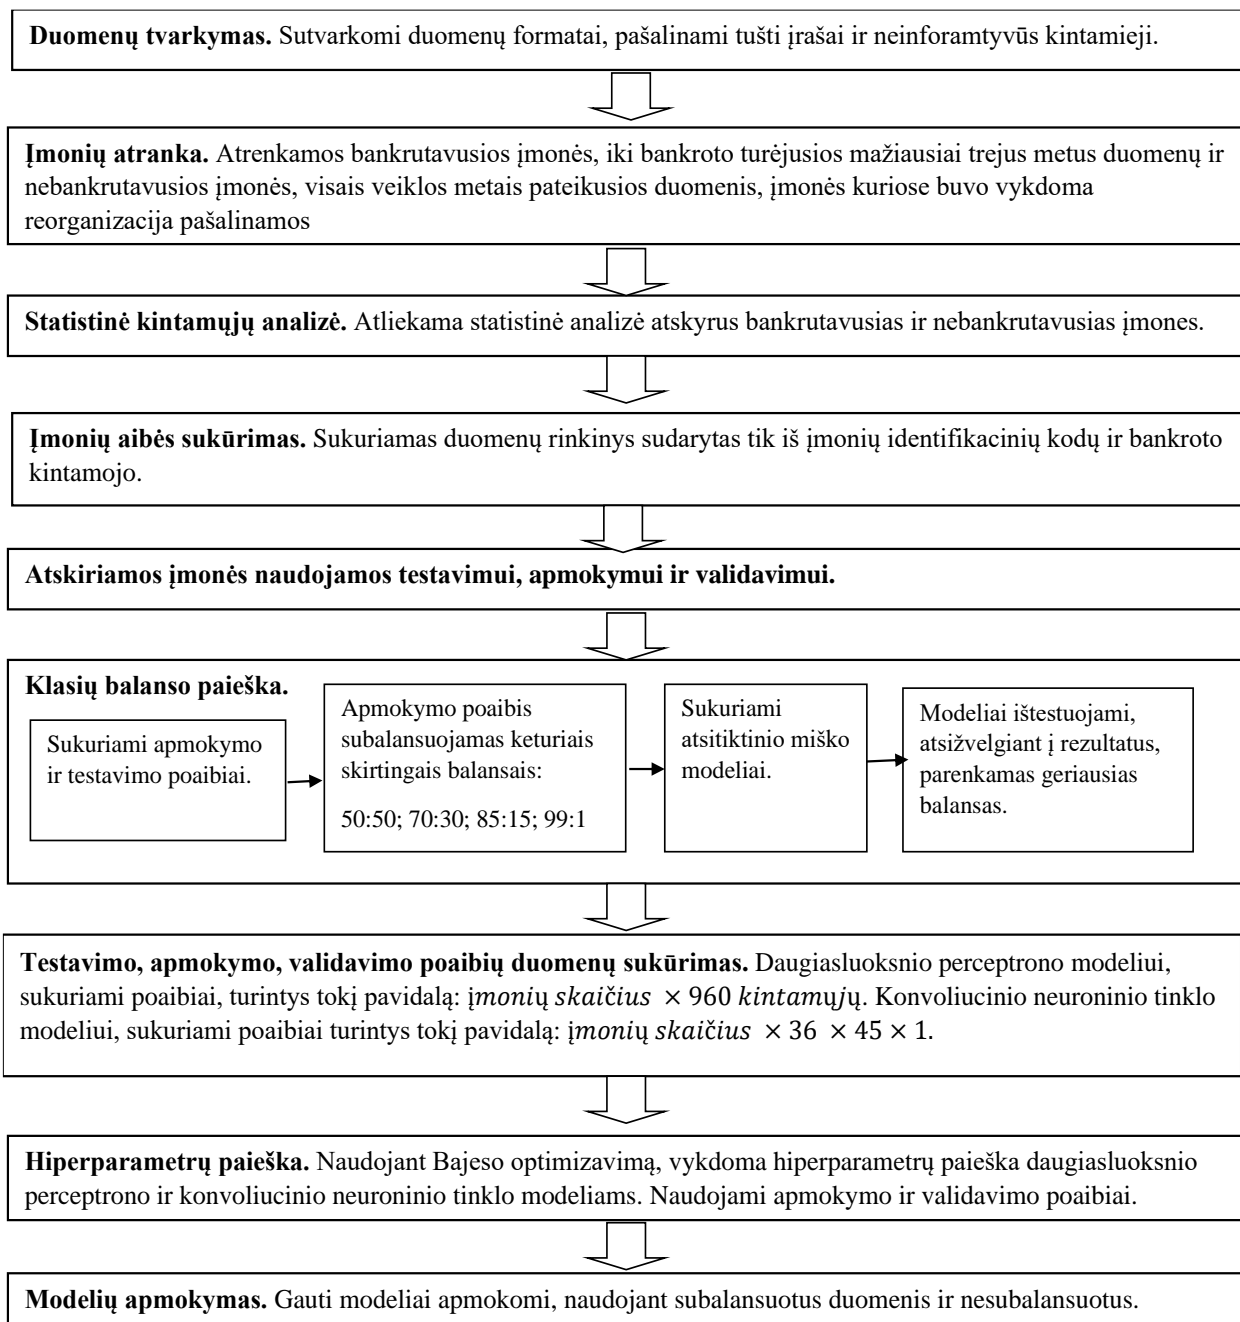 Duomenų tvarkymas. Sutvarkomi duomenų formatai, pašalinami tušti įrašai ir neinforamtyvūs kintamieji.
Įmonių atranka. Atrenkamos bankrutavusios įmonės, iki bankroto turėjusios mažiausiai trejus metus duomenų ir
nebankrutavusios įmonės, visais veiklos metais pateikusios duomenis, įmonės kuriose buvo vykdoma
reorganizacija pašalinamos
Statistinė kintamųjų analizė. Atliekama statistinė analizė atskyrus bankrutavusias ir nebankrutavusias įmones.
Įmonių aibės sukūrimas. Sukuriamas duomenų rinkinys sudarytas tik iš įmonių identifikacinių kodų ir bankroto
kintamojo.
Atskiriamos įmonės naudojamos testavimui, apmokymui ir validavimui.
Klasių balanso paieška.
Sukuriami apmokymo
ir testavimo poaibiai.
Apmokymo poaibis
subalansuojamas keturiais
skirtingais balansais:
50:50; 70:30; 85:15; 99:1
Sukuriami
atsitiktinio miško
modeliai.
Modeliai ištestuojami,
atsižvelgiant į rezultatus,
parenkamas geriausias
balansas.
Testavimo, apmokymo, validavimo poaibių duomenų sukūrimas. Daugiasluoksnio perceptrono modeliui,
sukuriami poaibiai, turintys tokį pavidalą: įmonių skaičius × 960 kintamųjų. Konvoliucinio neuroninio tinklo
modeliui, sukuriami poaibiai turintys tokį pavidalą: įmonių skaičius × 36 × 45 × 1.
Hiperparametrų paieška. Naudojant Bajeso optimizavimą, vykdoma hiperparametrų paieška daugiasluoksnio
perceptrono ir konvoliucinio neuroninio tinklo modeliams. Naudojami apmokymo ir validavimo poaibiai.
Modelių apmokymas. Gauti modeliai apmokomi, naudojant subalansuotus duomenis ir nesubalansuotus.